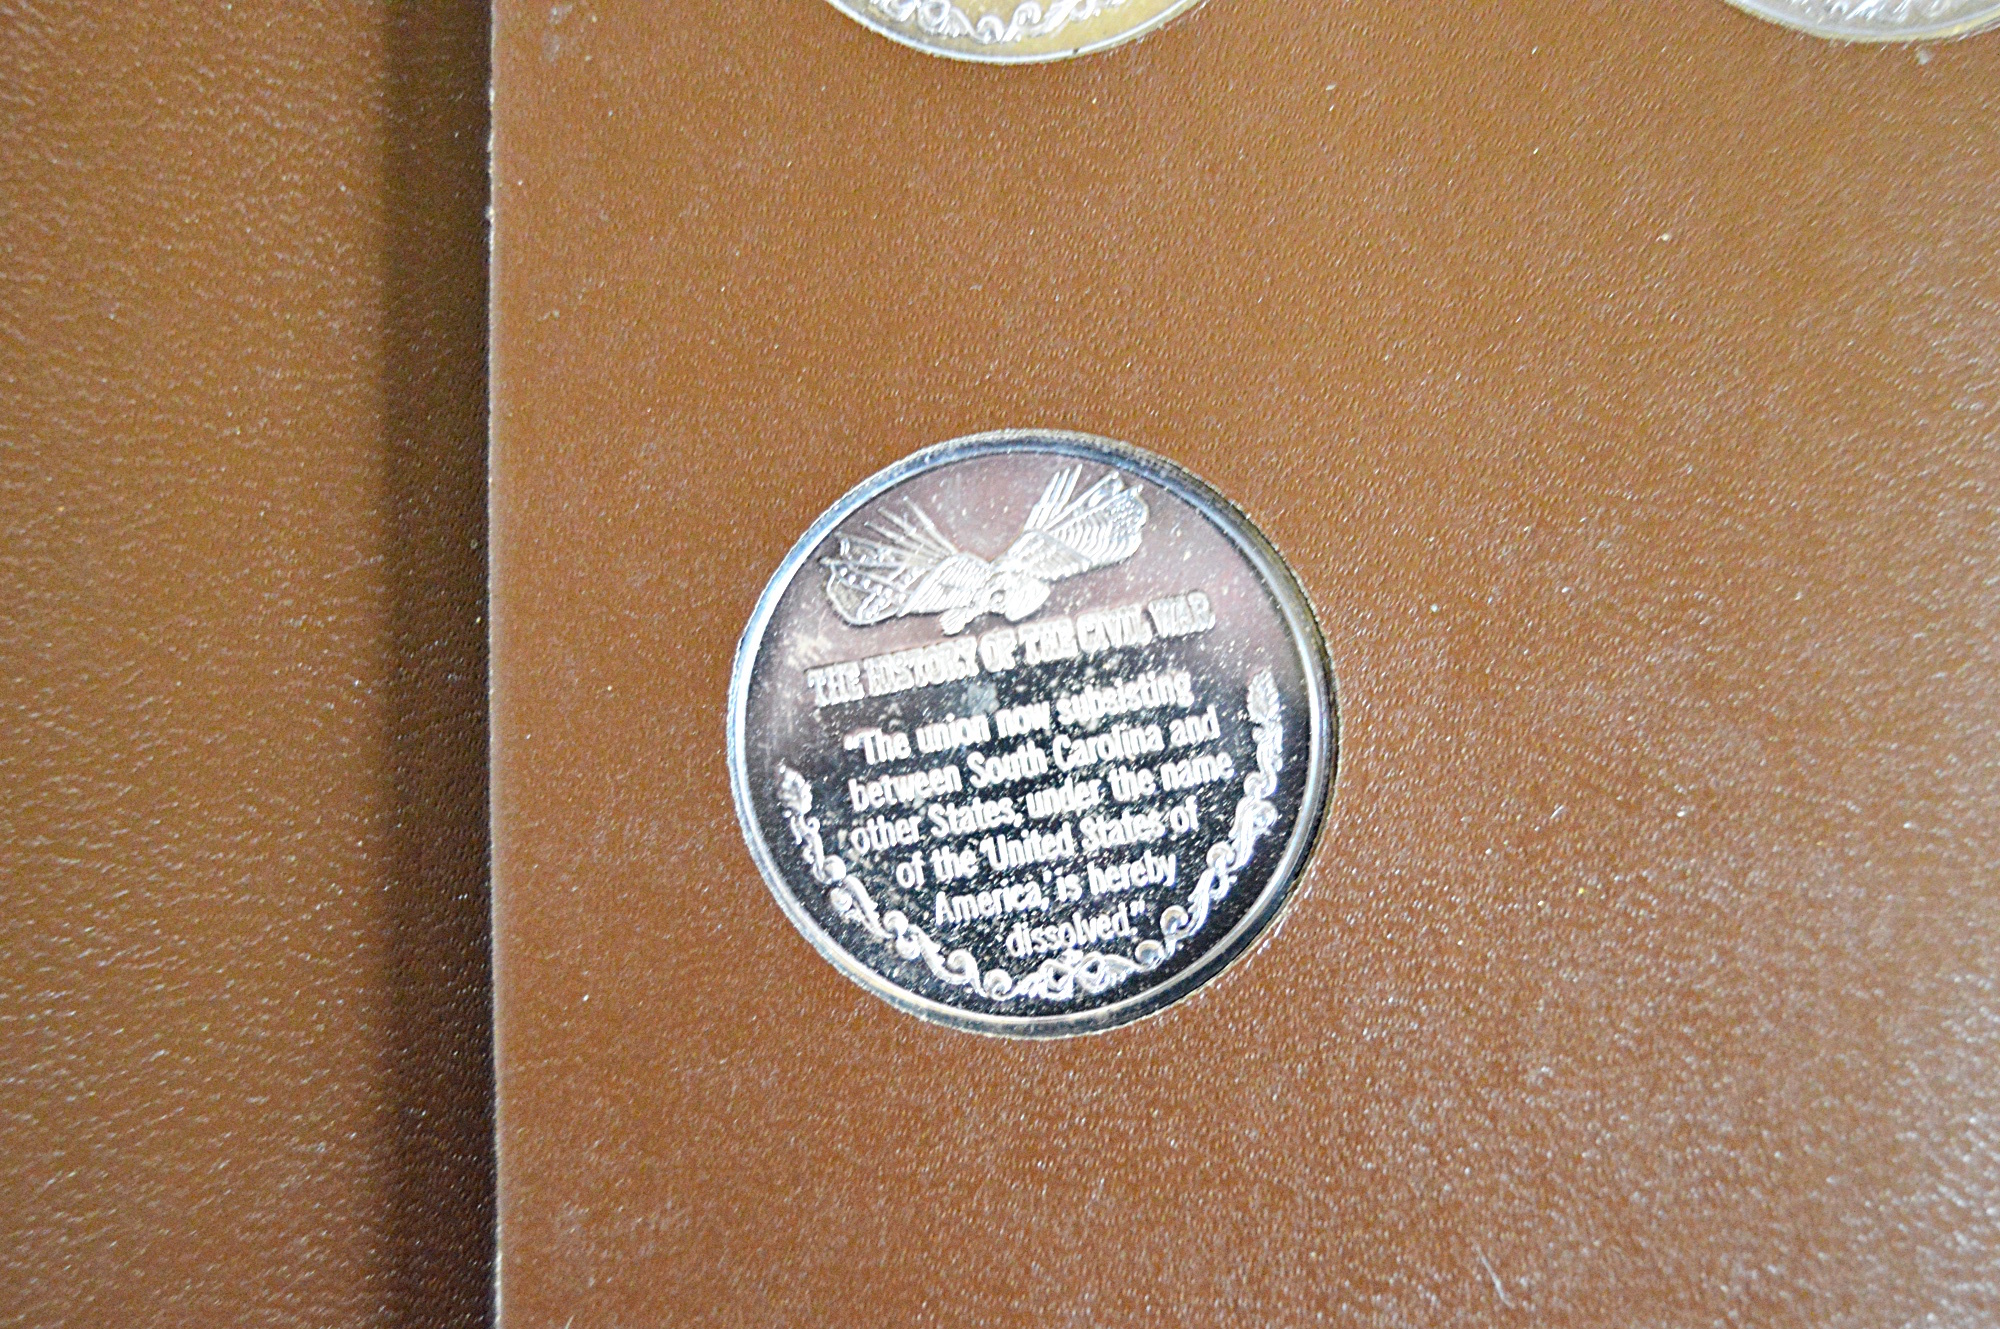 THE HISTORY OF THE CIVIL WAR
"The union now subsisting
between South Carolina and
other States, under the name
of the 'United States of
America,' is hereby
dissolved."